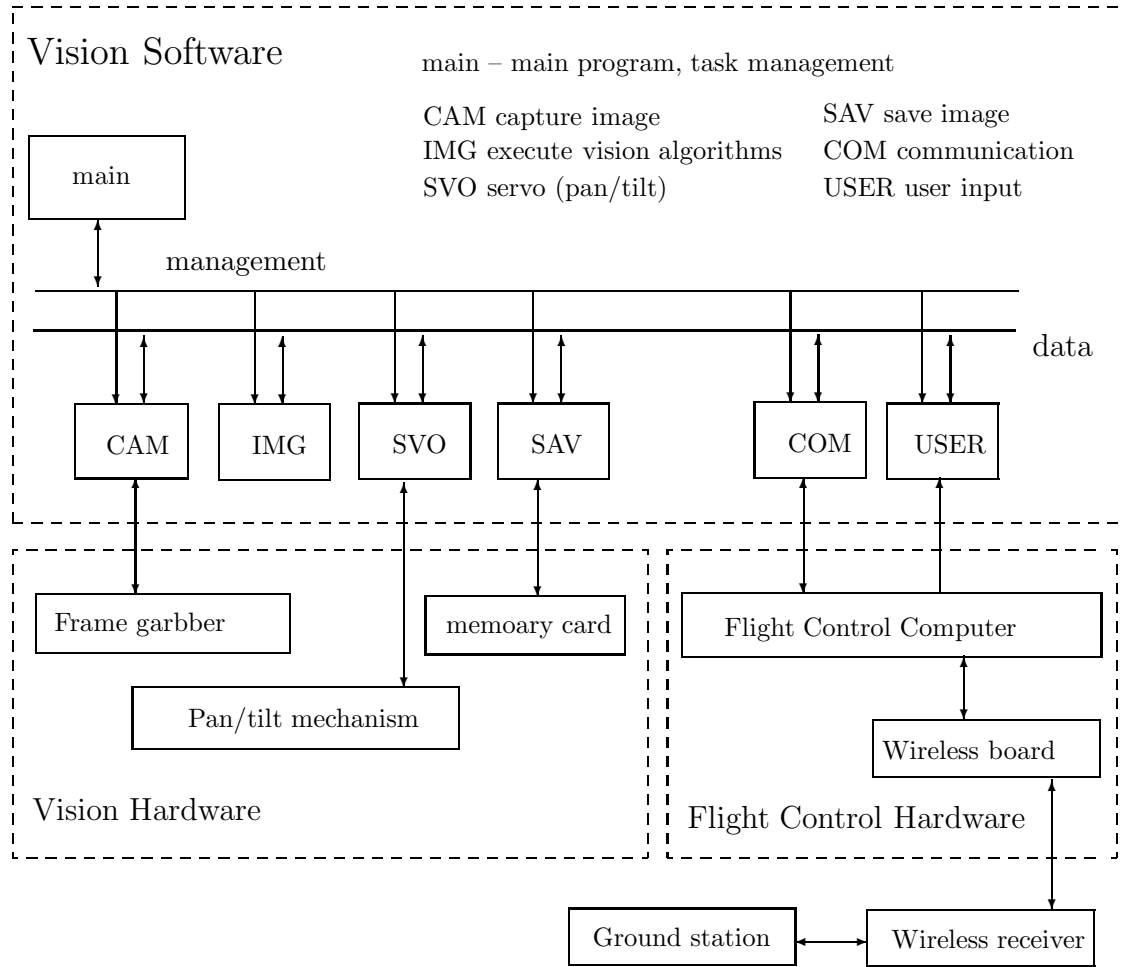 Vision Software
main – main program, task management
CAM capture image
SAV save image
IMG execute vision algorithms
COM communication
SVO servo (pan/tilt)
USER user input
main
management
data
CAM
IMG
SVO
SAV
COM
USER
Frame garbber
memoary card
Flight Control Computer
Pan/tilt mechanism
Wireless board
Vision Hardware
Flight Control Hardware
Ground station
Wireless receiver